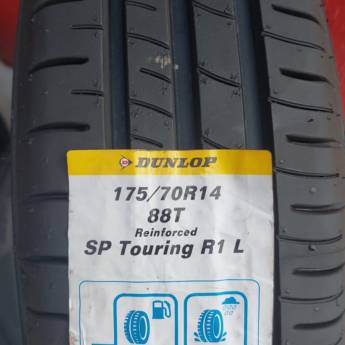 DUNLOP
175/70R14
88T
Reinforced
SP Touring R1 L